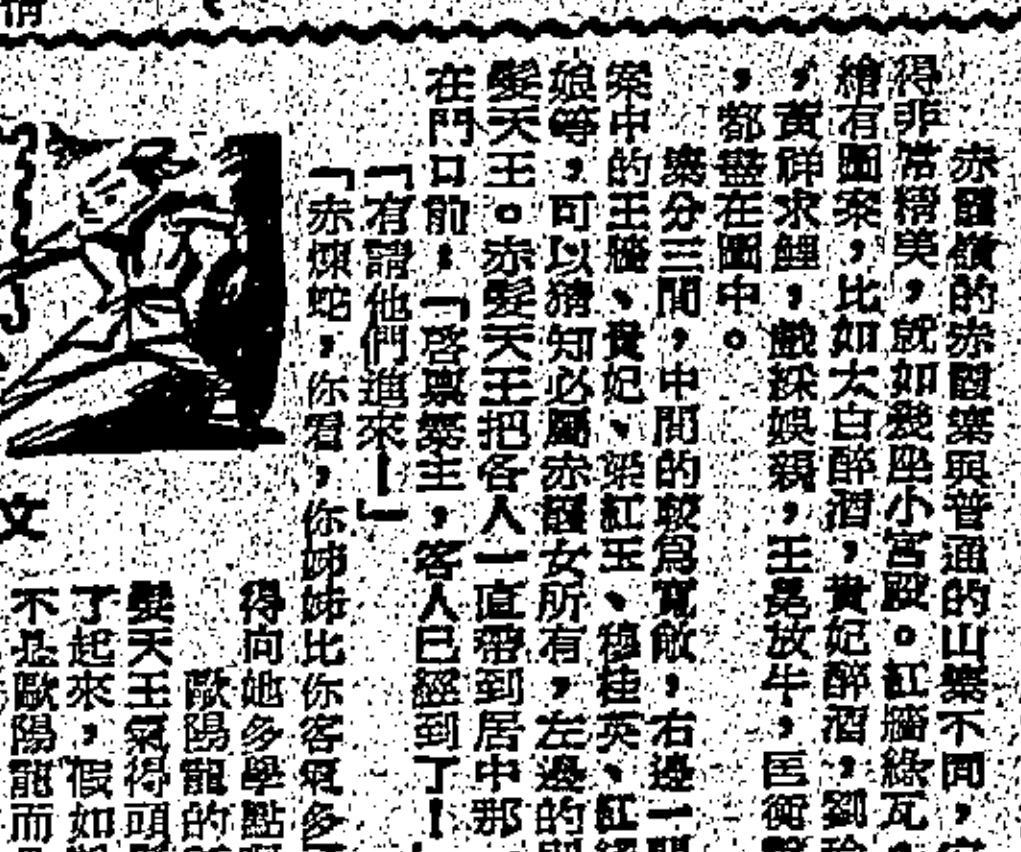 赤霞嶺的赤霞寨與普通的山寨不同，
得非常精美，就如幾座小宮殿。紅牆綠瓦，
繪有圖案，比如太白醉酒，貴妃醉酒，劉
，黃祥求鯉，戲綵娛親，王冕放牛，匡衡
，都盡在圖中。
寨分三間，中間的較為寬敞，右邊一間
案中的王嬙、貴妃、梁紅玉、穆桂英、紅
娘等，可以猜知必屬赤霞女所有，左邊的
髮天王。赤髮天王把客人一直帶到居中那
在門口前：「啓稟寨主，客人已經到了！
「有請他們進來！」
「赤煉蛇，你看，你姊姊比你客氣多
得向她多學點
歐陽龍的
髮天王氣得頭
了起來，假如
不是歐陽龍而
文